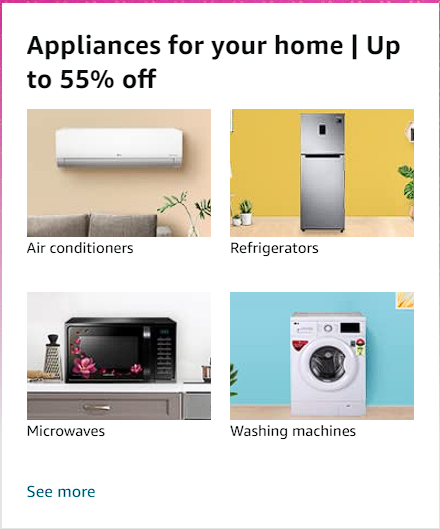 Appliances for your home | Up
to 55% off
Air conditioners
Refrigerators
Microwaves
Washing machines
See more